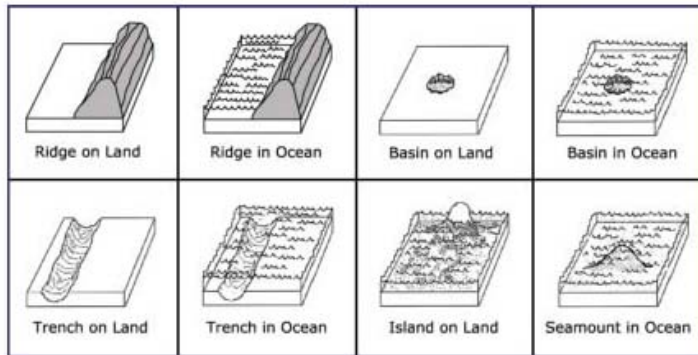 Ridge on Land
Ridge in Ocean
Basin on Land
Basin in Ocean
Trench on Land
Trench in Ocean
Island on Land
Seamount in Ocean